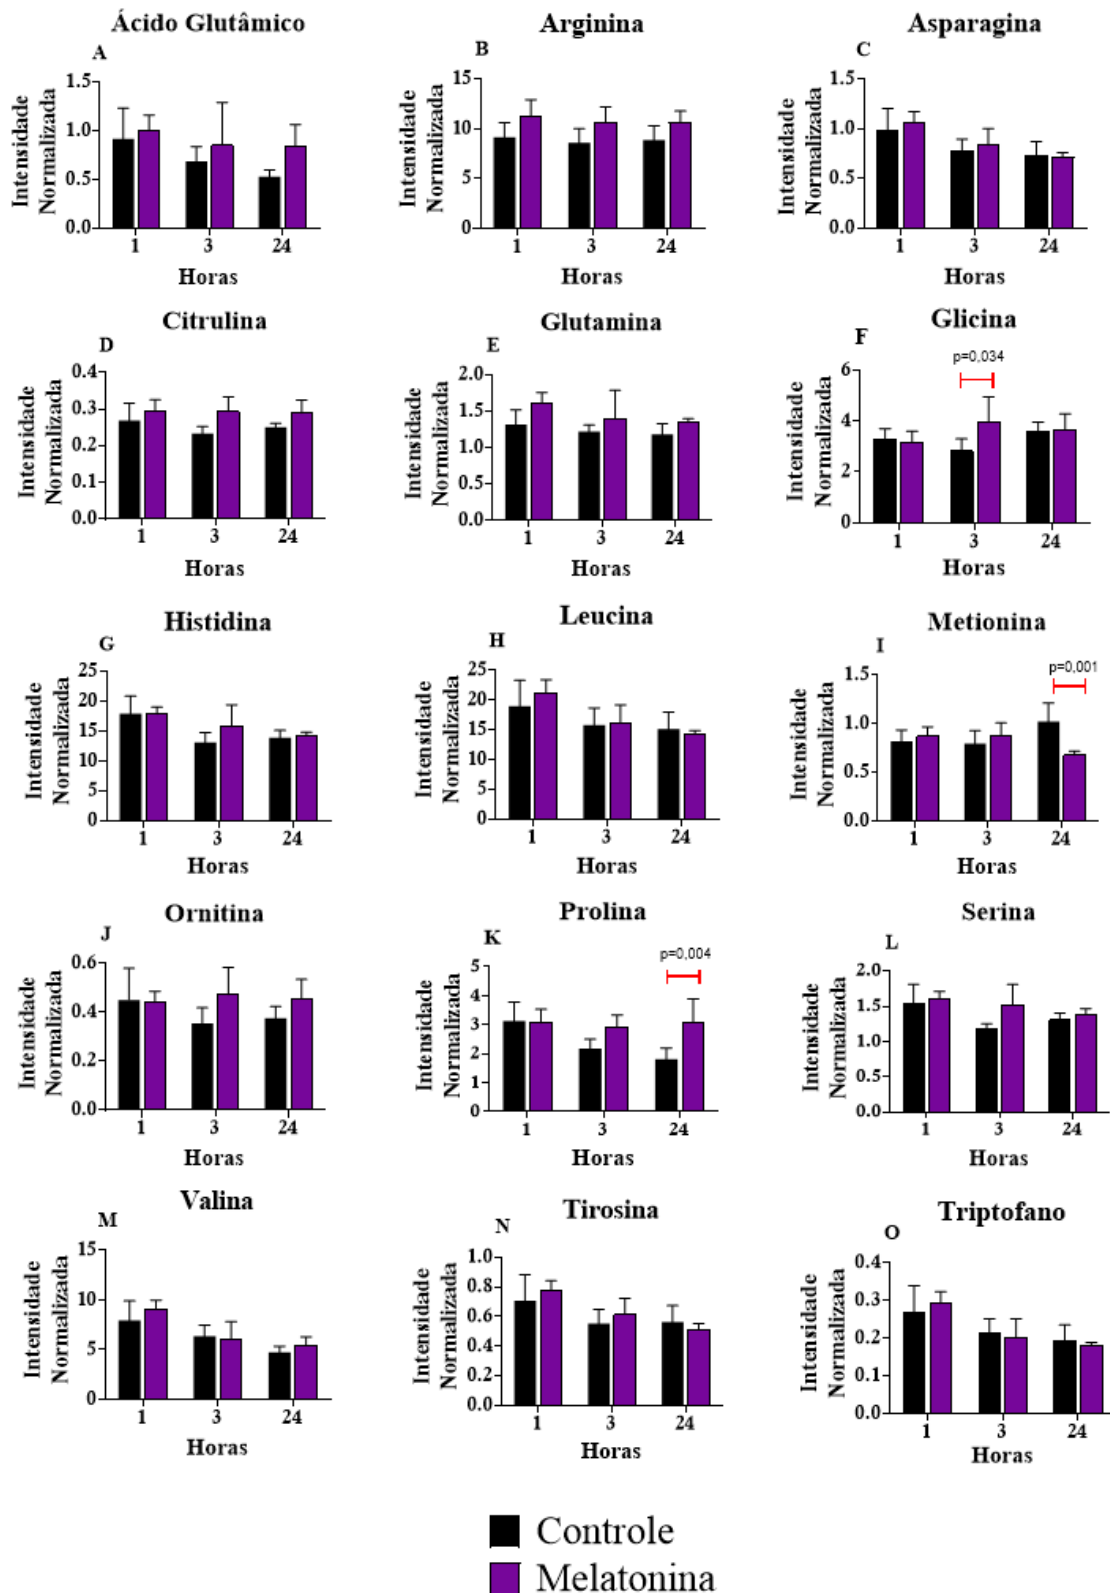 Ácido Glutâmico
A
Intensidade
Normalizada
1.5
1.0
0.5
0.0
1 3 24
Horas
Arginina
B
Intensidade
Normalizada
15
10
5
0
1 3 24
Horas
Asparagina
C
Intensidade
Normalizada
1.5
1.0
0.5
0.0
1 3 24
Horas
Citrulina
D
Intensidade
Normalizada
0.4
0.3
0.2
0.1
0.0
1 3 24
Horas
Glutamina
E
Intensidade
Normalizada
2.0
1.5
1.0
0.5
0.0
1 3 24
Horas
Glicina
F
Intensidade
Normalizada
6
4
2
0
p=0,034
1 3 24
Horas
Histidina
G
Intensidade
Normalizada
25
20
15
10
5
0
1 3 24
Horas
Leucina
H
Intensidade
Normalizada
25
20
15
10
5
0
1 3 24
Horas
Metionina
I
Intensidade
Normalizada
1.5
1.0
0.5
0.0
p=0,001
1 3 24
Horas
Ornitina
J
Intensidade
Normalizada
0.6
0.4
0.2
0.0
1 3 24
Horas
Prolina
K
Intensidade
Normalizada
5
4
3
2
1
0
p=0,004
1 3 24
Horas
Serina
L
Intensidade
Normalizada
2.0
1.5
1.0
0.5
0.0
1 3 24
Horas
Valina
M
Intensidade
Normalizada
15
10
5
0
1 3 24
Horas
Tirosina
N
Intensidade
Normalizada
1.0
0.8
0.6
0.4
0.2
0.0
1 3 24
Horas
Triptofano
O
Intensidade
Normalizada
0.4
0.3
0.2
0.1
0.0
1 3 24
Horas
Controle
Melatonina